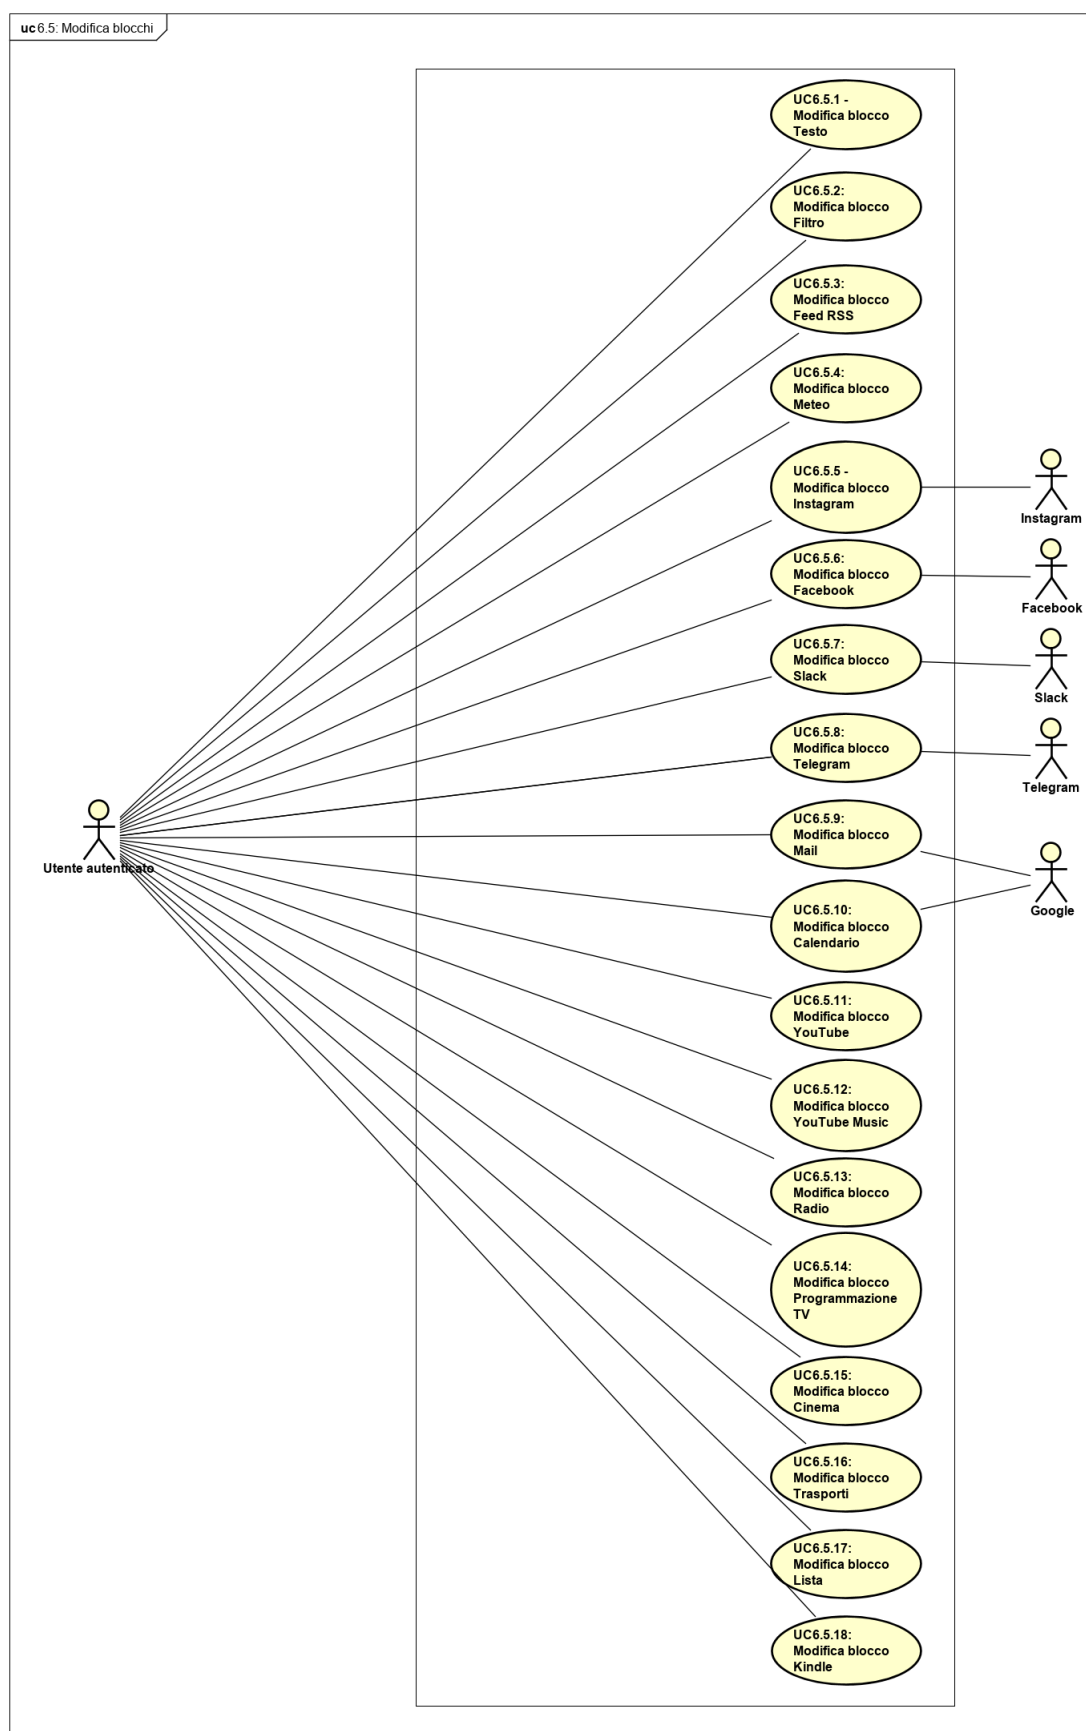 uc 6.5: Modifica blocchi
UC6.5.1 -
Modifica blocco
Testo
UC6.5.2:
Modifica blocco
Filtro
UC6.5.3:
Modifica blocco
Feed RSS
UC6.5.4:
Modifica blocco
Meteo
UC6.5.5 -
Modifica blocco
Instagram
Instagram
UC6.5.6:
Modifica blocco
Facebook
Facebook
UC6.5.7:
Modifica blocco
Slack
Slack
UC6.5.8:
Modifica blocco
Telegram
Telegram
UC6.5.9:
Modifica blocco
Mail
Utente autenticato
Google
UC6.5.10:
Modifica blocco
Calendario
UC6.5.11:
Modifica blocco
YouTube
UC6.5.12:
Modifica blocco
YouTube Music
UC6.5.13:
Modifica blocco
Radio
UC6.5.14:
Modifica blocco
Programmazione
TV
UC6.5.15:
Modifica blocco
Cinema
UC6.5.16:
Modifica blocco
Trasporti
UC6.5.17:
Modifica blocco
Lista
UC6.5.18:
Modifica blocco
Kindle